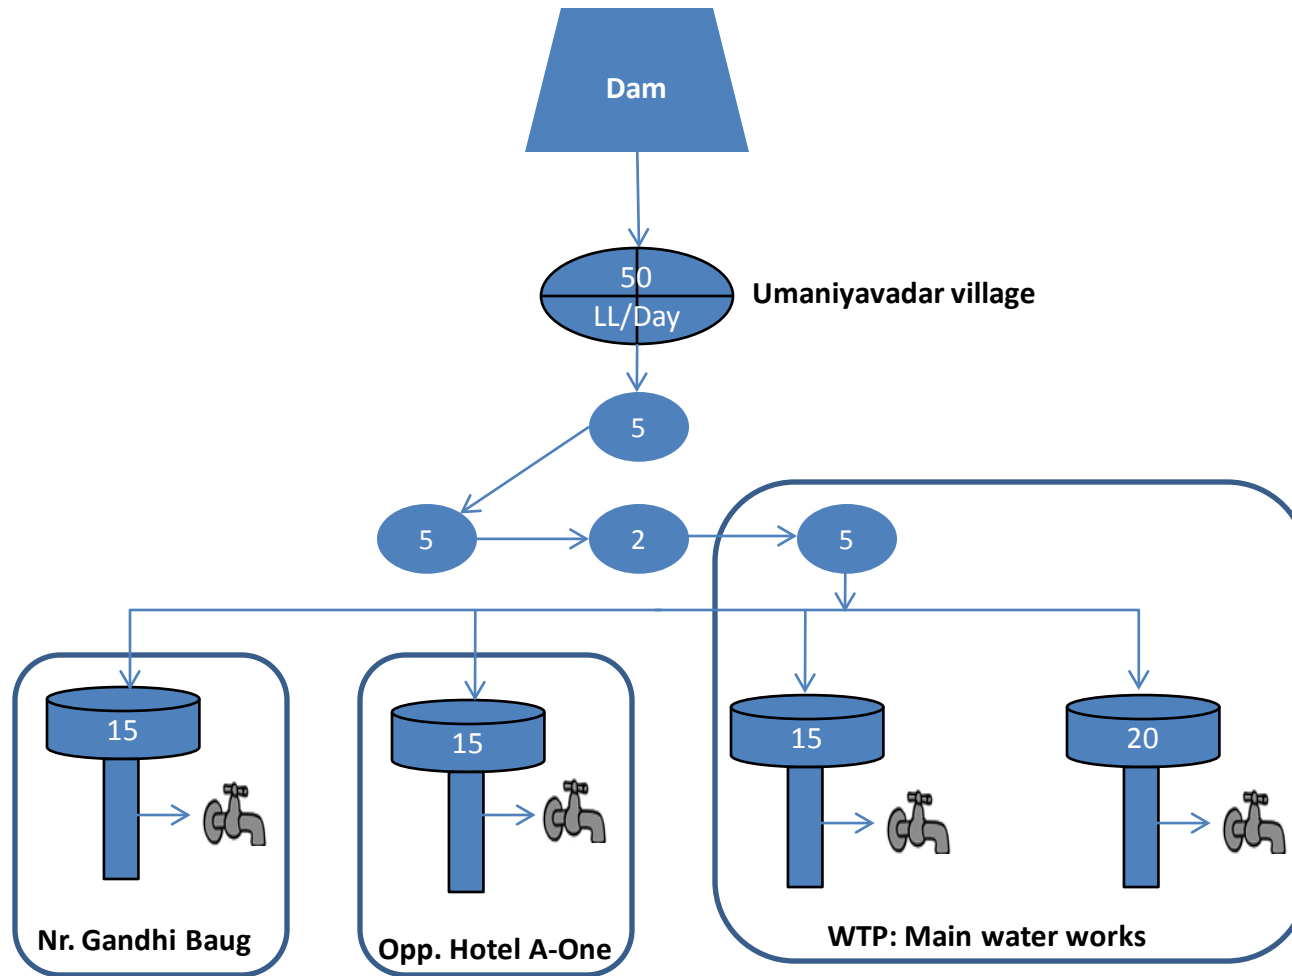 Dam
50
LL/Day
Umaniyavadar village
5
5
2
5
15
15
15
20
Nr. Gandhi Baug
Opp. Hotel A-One
WTP: Main water works